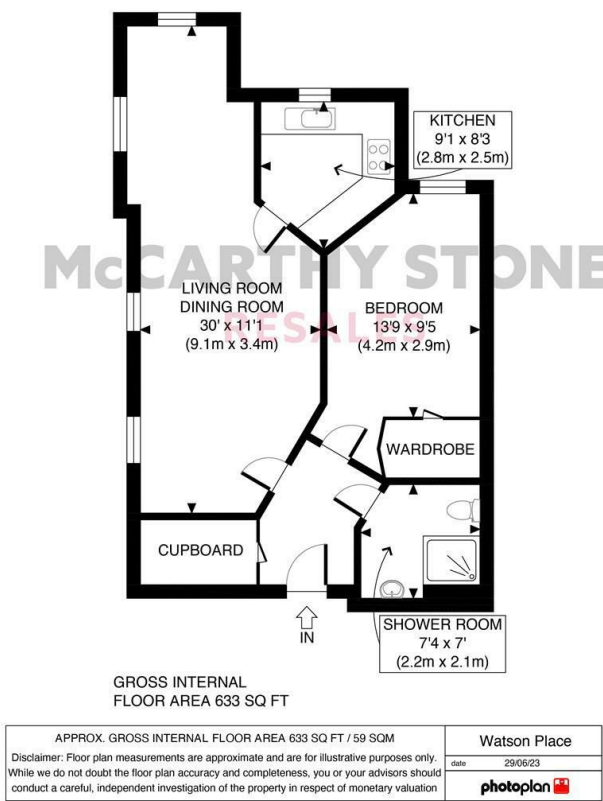 KITCHEN
9'1 x 8'3
(2.8m x 2.5m)
McCARTHY STONE
RESALES
LIVING ROOM
DINING ROOM
30' x 11'1
(9.1m x 3.4m)
BEDROOM
13'9 x 9'5
(4.2m x 2.9m)
WARDROBE
CUPBOARD
IN
SHOWER ROOM
7'4 x 7'
(2.2m x 2.1m)
GROSS INTERNAL
FLOOR AREA 633 SQ FT
APPROX. GROSS INTERNAL FLOOR AREA 633 SQ FT / 59 SQM
Disclaimer: Floor plan measurements are approximate and are for illustrative purposes only.
While we do not doubt the floor plan accuracy and completeness, you or your advisors should
conduct a careful, independent investigation of the property in respect of monetary valuation
Watson Place
date 29/06/23
photoplan